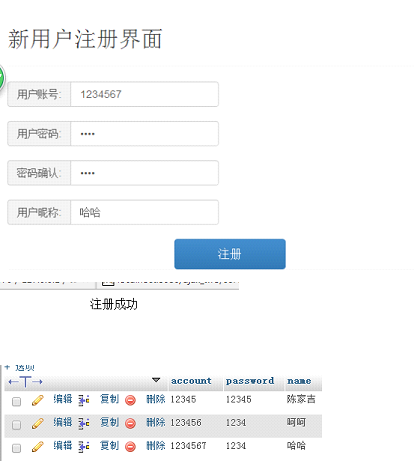 新用户注册界面
用户账号: 1234567
用户密码: ••••
密码确认: ••••
用户昵称: 哈哈
注册
注册成功
+ 选项
←T→ ▼ account password name
编辑 复制 删除 12345 12345 陈家吉
编辑 复制 删除 123456 1234 呵呵
编辑 复制 删除 1234567 1234 哈哈